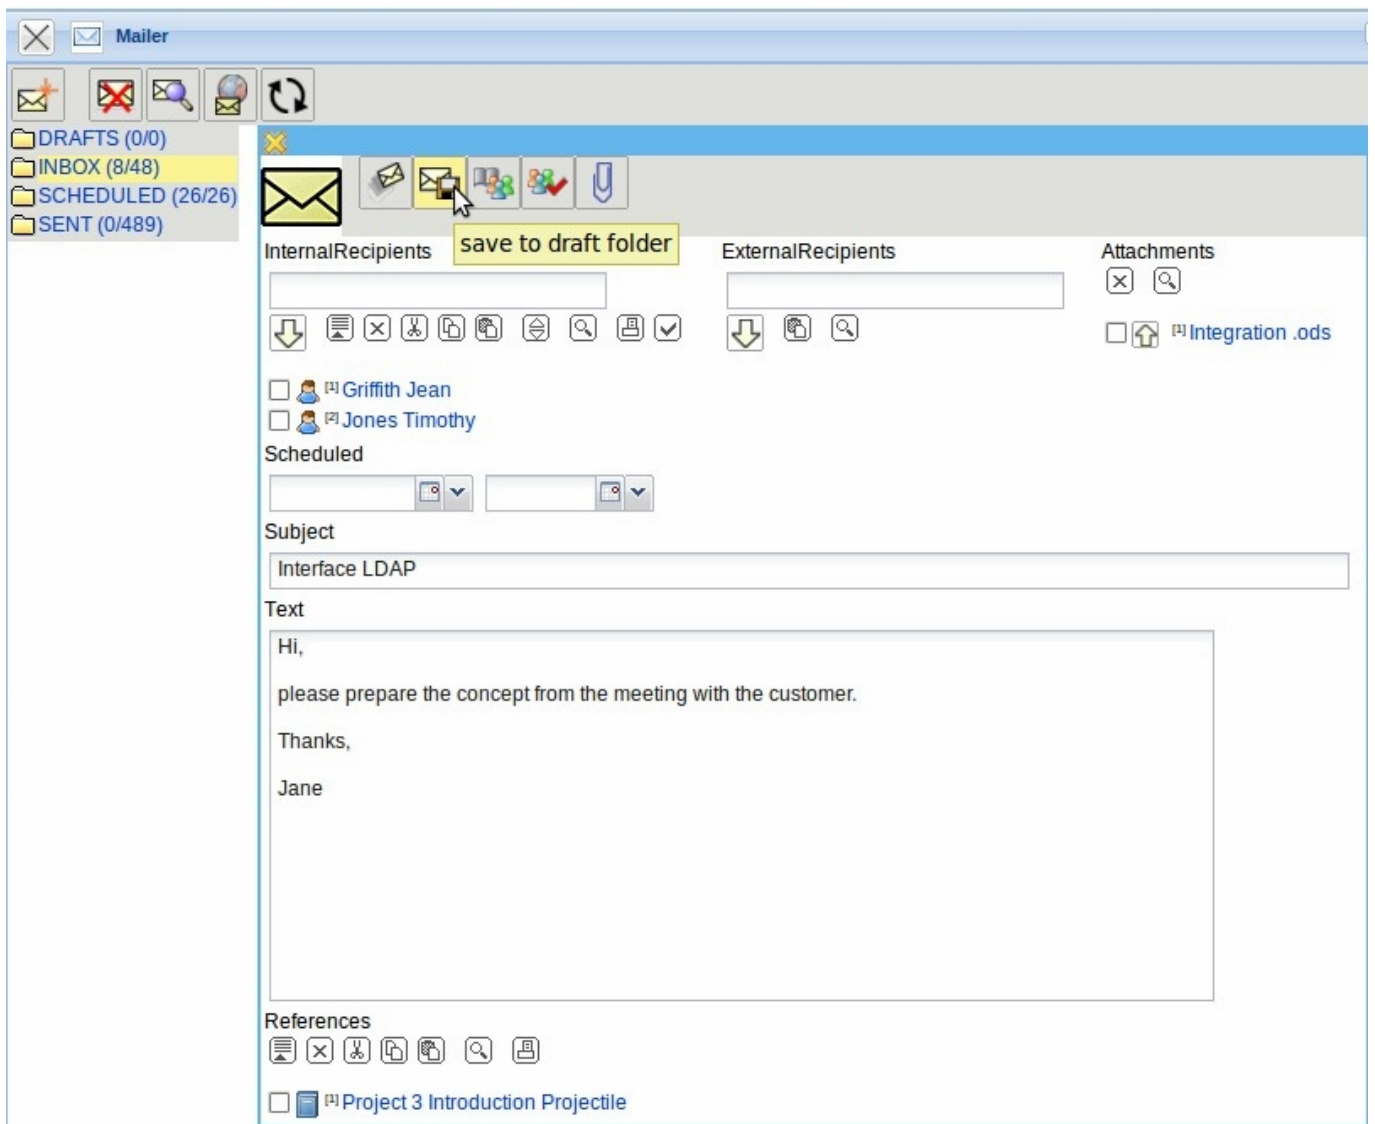 Mailer
DRAFTS (0/0)
INBOX (8/48)
SCHEDULED (26/26)
SENT (0/489)
save to draft folder
InternalRecipients
ExternalRecipients
Attachments
[1] Integration .ods
[1] Griffith Jean
[2] Jones Timothy
Scheduled
Subject
Interface LDAP
Text
Hi,
please prepare the concept from the meeting with the customer.
Thanks,
Jane
References
[1] Project 3 Introduction Projectile